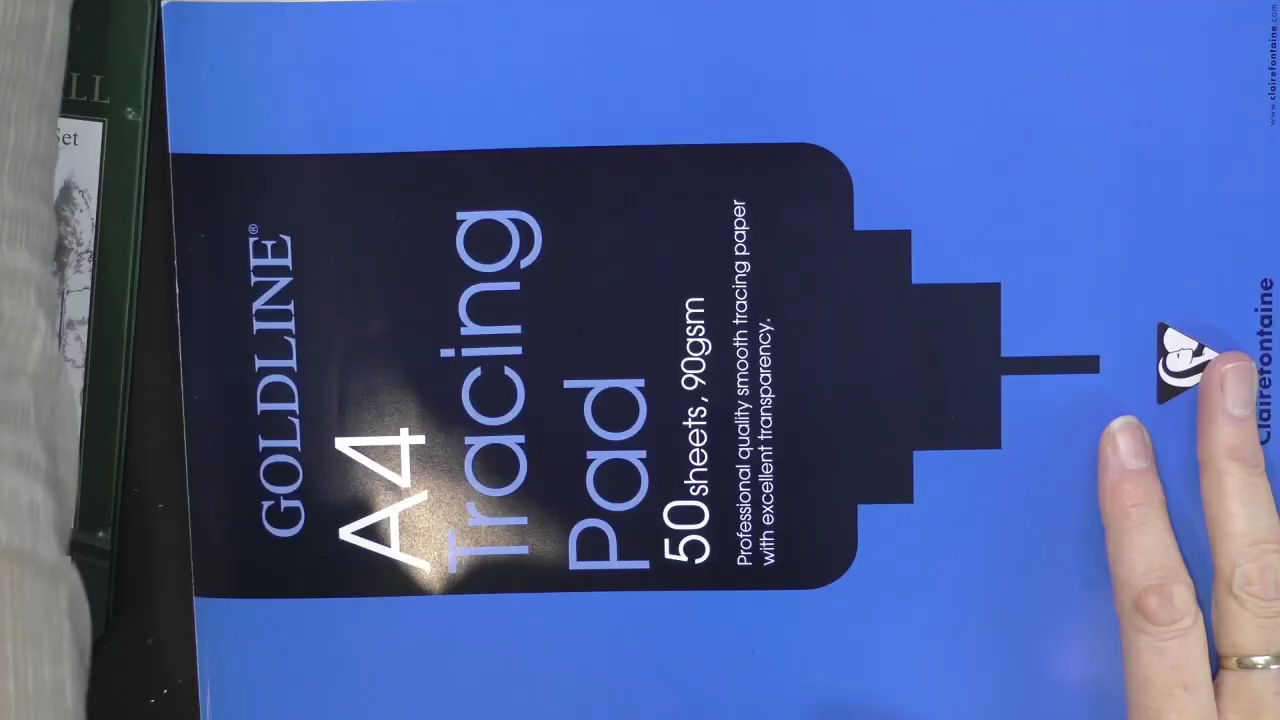 GOLDLINE®
A4
Tracing
Pad
50 sheets, 90gsm
Professional quality smooth tracing paper
with excellent transparency.
Clairefontaine
www.clairefontaine.com
LL
Set